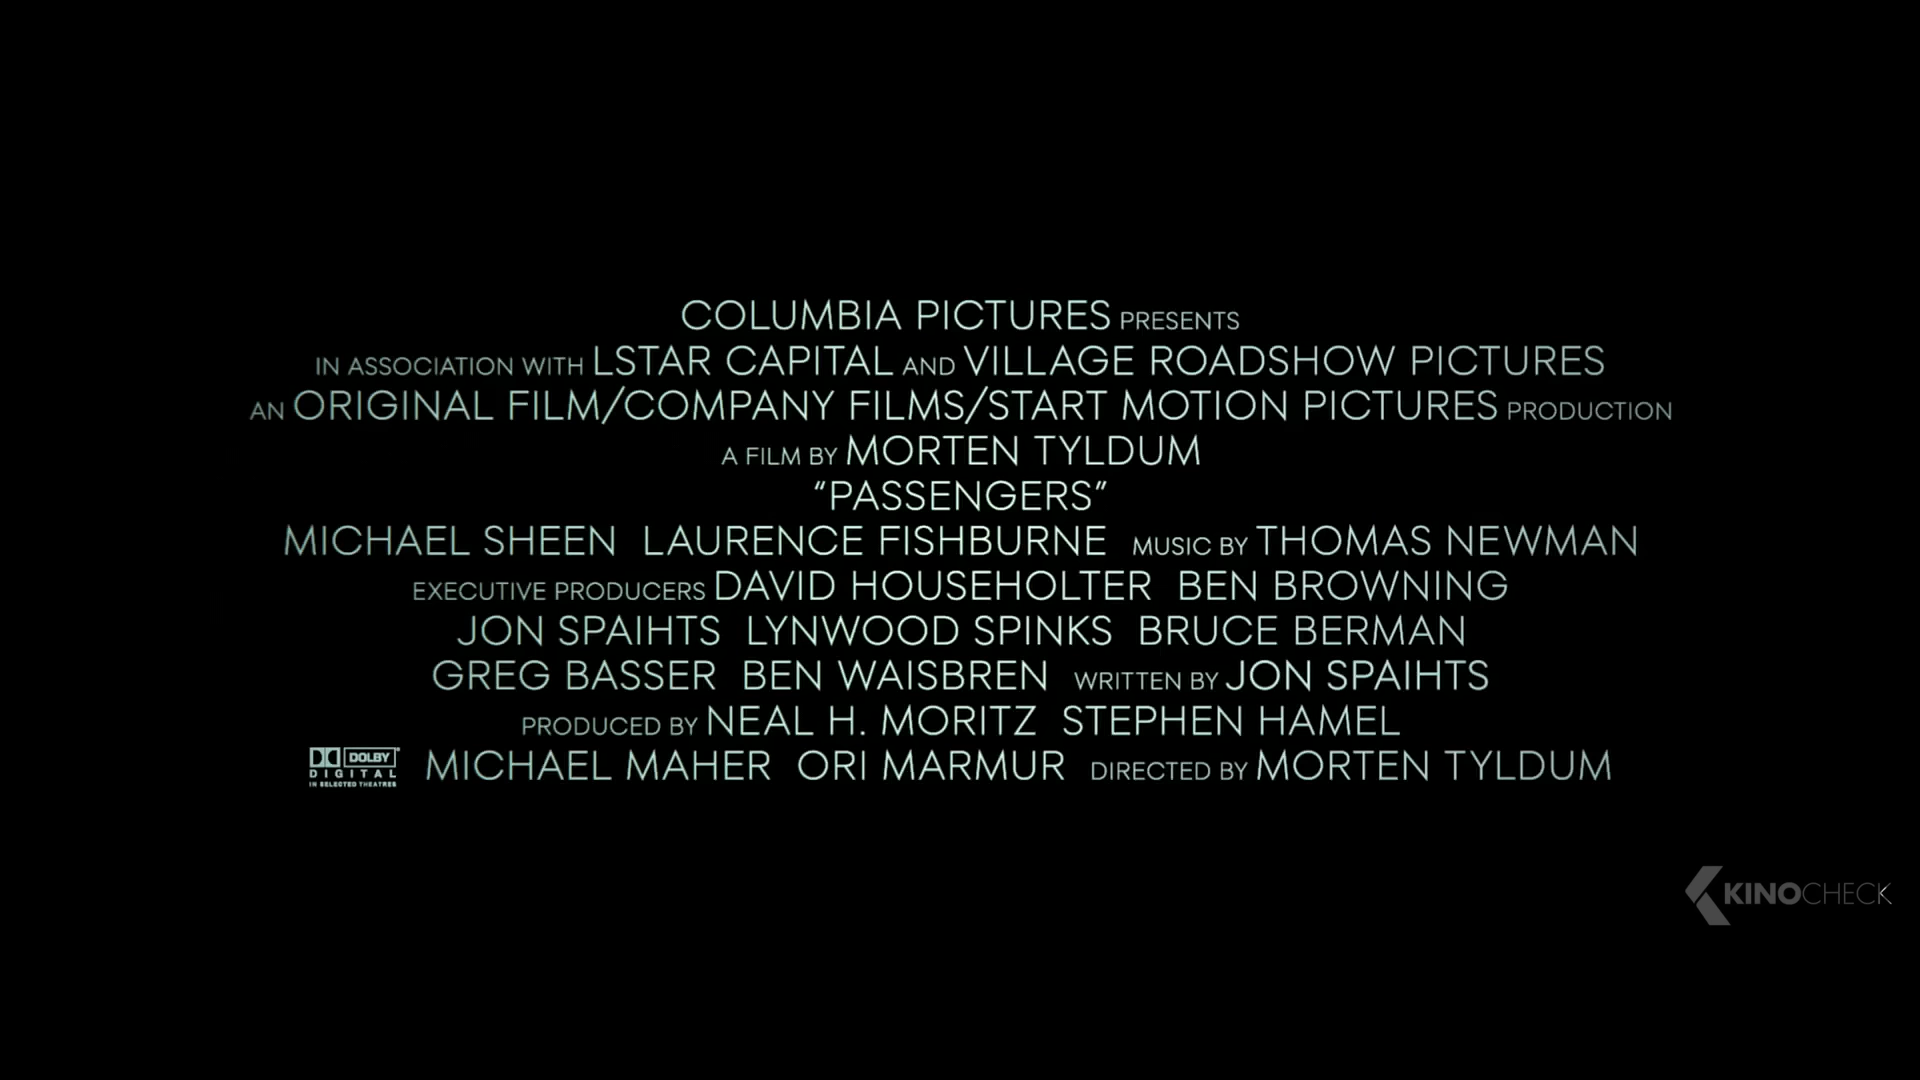 COLUMBIA PICTURES PRESENTS
IN ASSOCIATION WITH LSTAR CAPITAL AND VILLAGE ROADSHOW PICTURES
AN ORIGINAL FILM/COMPANY FILMS/START MOTION PICTURES PRODUCTION
A FILM BY MORTEN TYLDUM
“PASSENGERS”
MICHAEL SHEEN LAURENCE FISHBURNE MUSIC BY THOMAS NEWMAN
EXECUTIVE PRODUCERS DAVID HOUSEHOLTER BEN BROWNING
JON SPAIHTS LYNWOOD SPINKS BRUCE BERMAN
GREG BASSER BEN WAISBREN WRITTEN BY JON SPAIHTS
PRODUCED BY NEAL H. MORITZ STEPHEN HAMEL
DOLBY
DIGITAL
IN SELECTED THEATRES
MICHAEL MAHER ORI MARMUR DIRECTED BY MORTEN TYLDUM
KINOCHECK